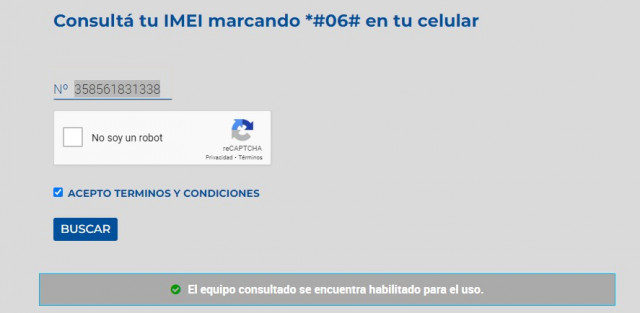 Consultá tu IMEI marcando *#06# en tu celular
Nº 358561831338
No soy un robot
reCAPTCHA
Privacidad - Términos
ACEPTO TERMINOS Y CONDICIONES
BUSCAR
El equipo consultado se encuentra habilitado para el uso.